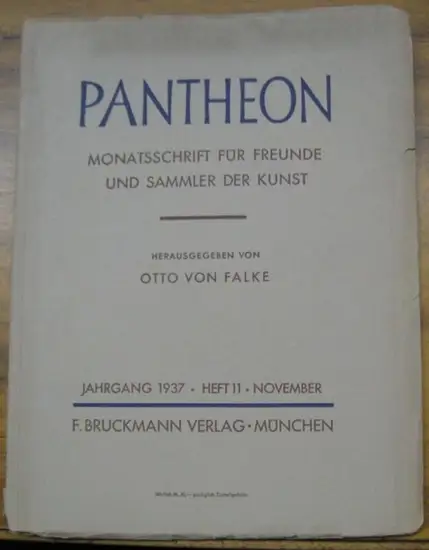 PANTHEON
MONATSSCHRIFT FÜR FREUNDE
UND SAMMLER DER KUNST
HERAUSGEGEBEN VON
OTTO VON FALKE
JAHRGANG 1937 • HEFT 11 • NOVEMBER
F. BRUCKMANN VERLAG • MÜNCHEN